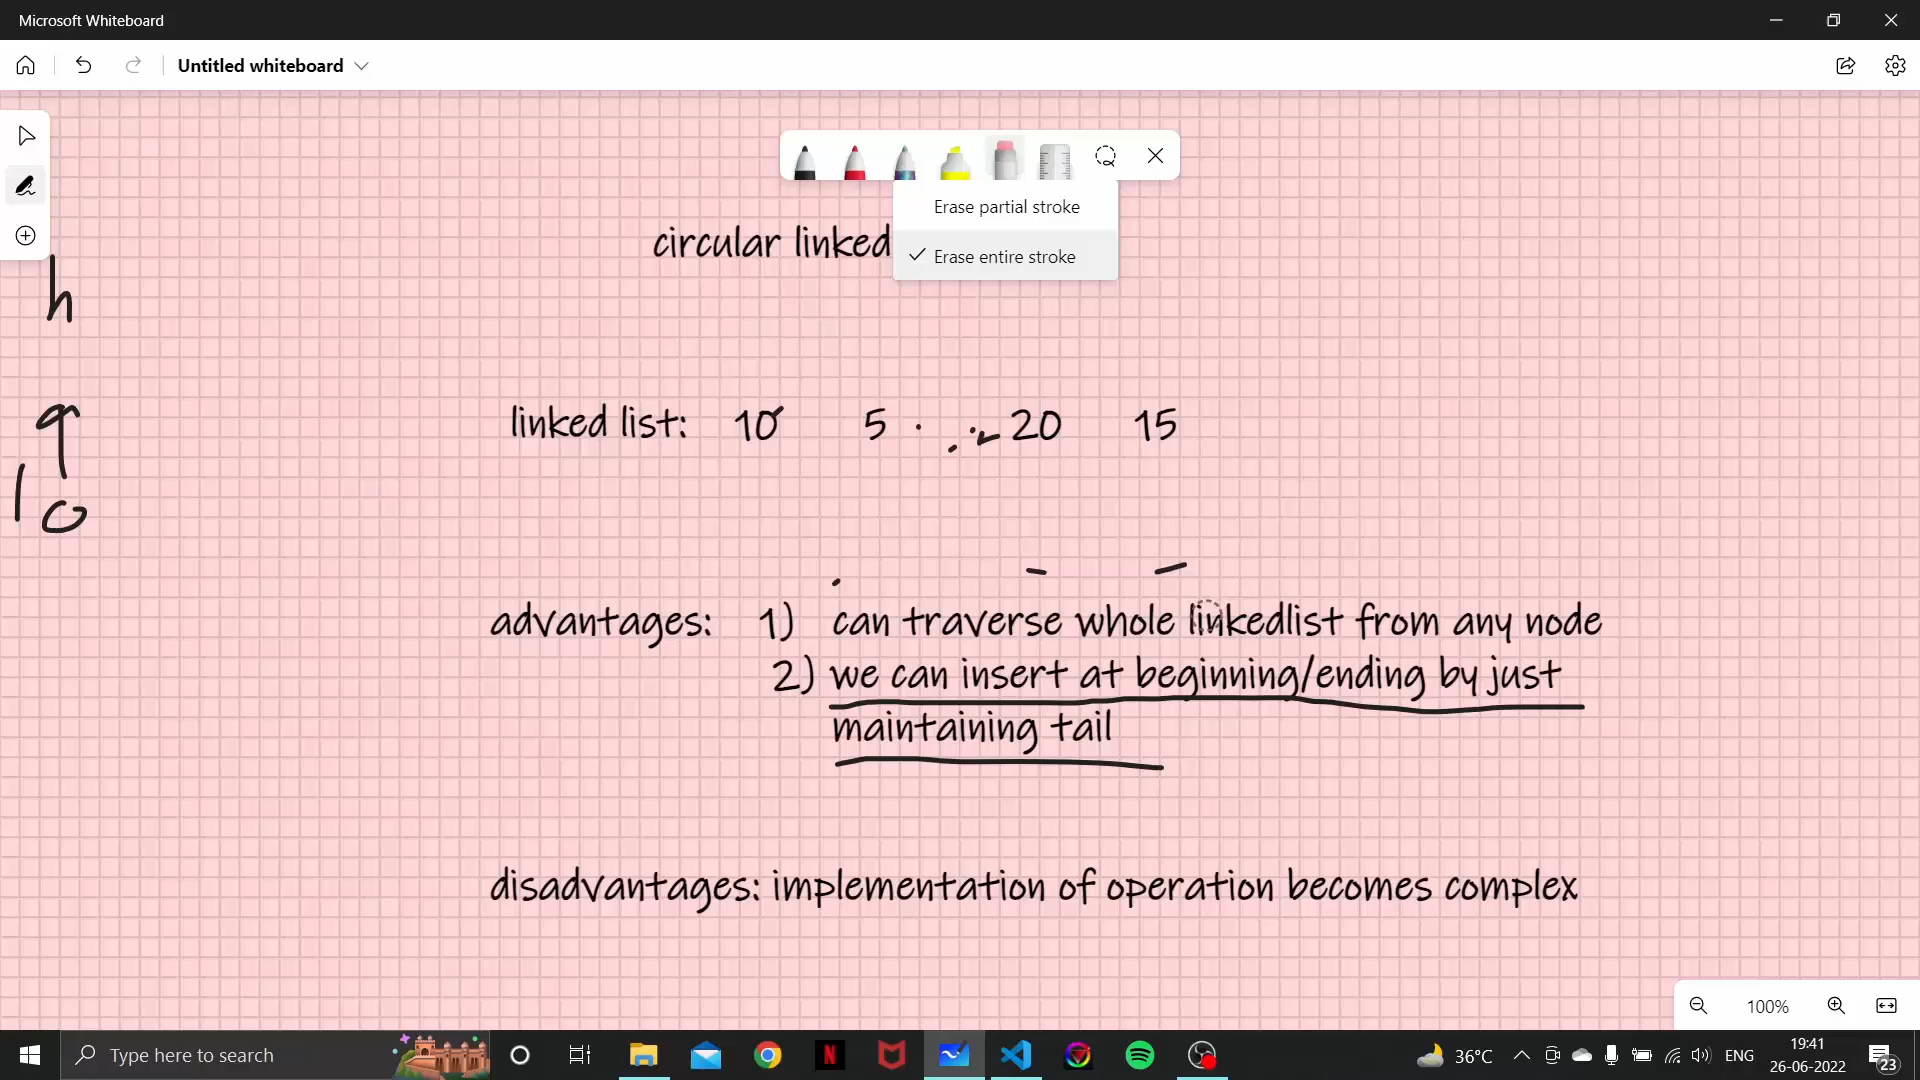 Microsoft Whiteboard
Untitled whiteboard
Erase partial stroke
circular linked
Erase entire stroke
h
linked list: 10 5 20 15
10
advantages: 1) can traverse whole linkedlist from any node
2) we can insert at beginning/ending by just
maintaining tail
disadvantages: implementation of operation becomes complex
100%
Type here to search
N
36°C
ENG
19:41
26-06-2022
23